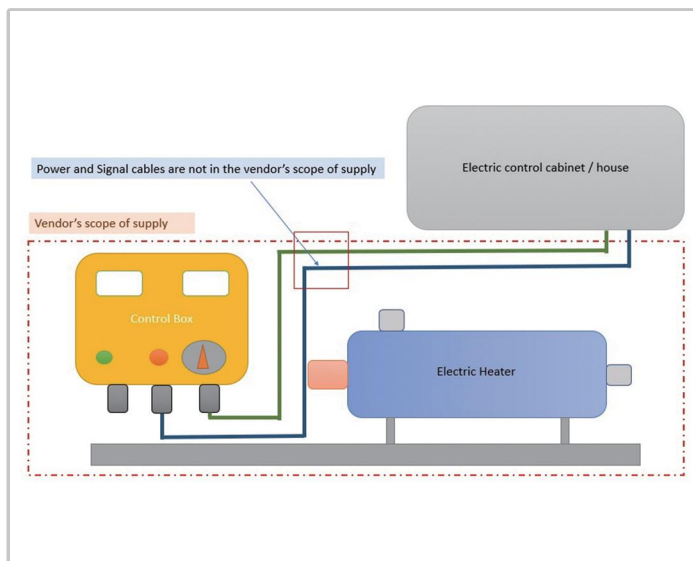 Electric control cabinet / house
Power and Signal cables are not in the vendor's scope of supply
Vendor's scope of supply
Control Box
Electric Heater